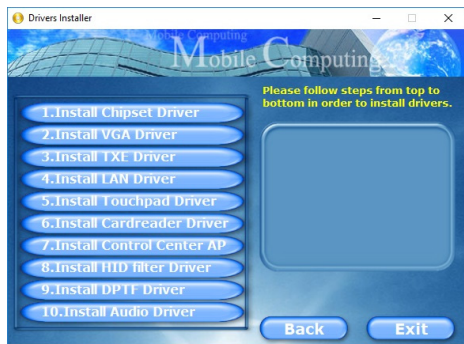 Drivers Installer
Mobile Computing
Mobile Computing
Please follow steps from top to
bottom in order to install drivers.
1.Install Chipset Driver
2.Install VGA Driver
3.Install TXE Driver
4.Install LAN Driver
5.Install Touchpad Driver
6.Install Cardreader Driver
7.Install Control Center AP
8.Install HID filter Driver
9.Install DPTF Driver
10.Install Audio Driver
Back
Exit